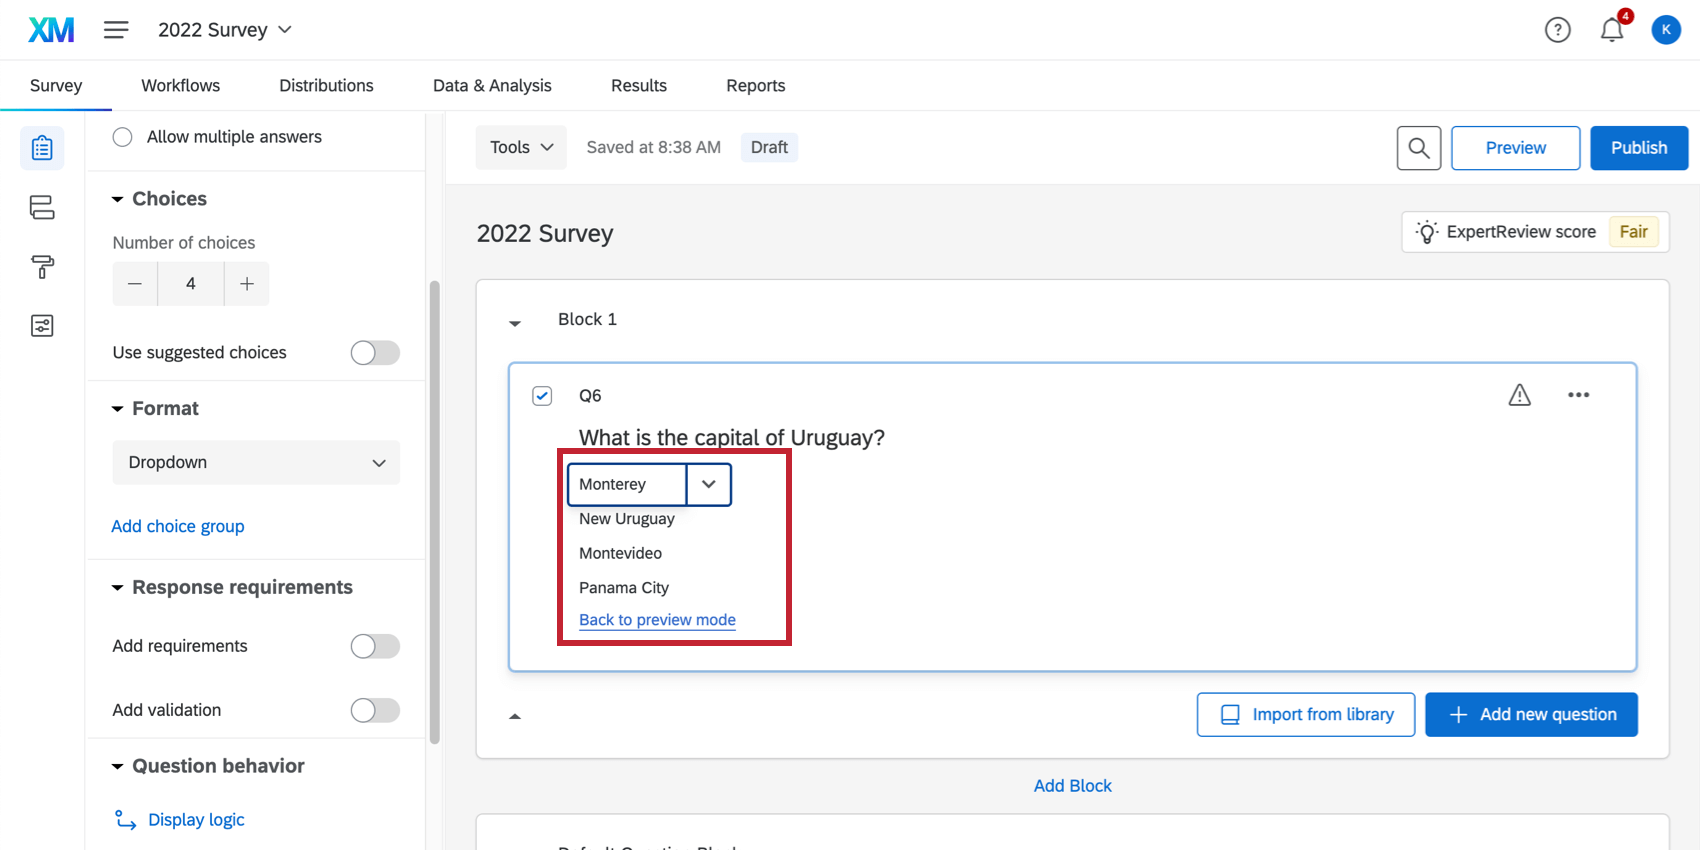 XM 2022 Survey ? 4 K
Survey Workflows Distributions Data & Analysis Results Reports
Allow multiple answers
Choices
Number of choices
− 4 +
Use suggested choices
Format
Dropdown
Add choice group
Response requirements
Add requirements
Add validation
Question behavior
Display logic
Tools Saved at 8:38 AM Draft Preview Publish
2022 Survey
ExpertReview score Fair
Block 1
Q6
What is the capital of Uruguay?
Monterey
New Uruguay
Montevideo
Panama City
Back to preview mode
Import from library + Add new question
Add Block
Default Question Block